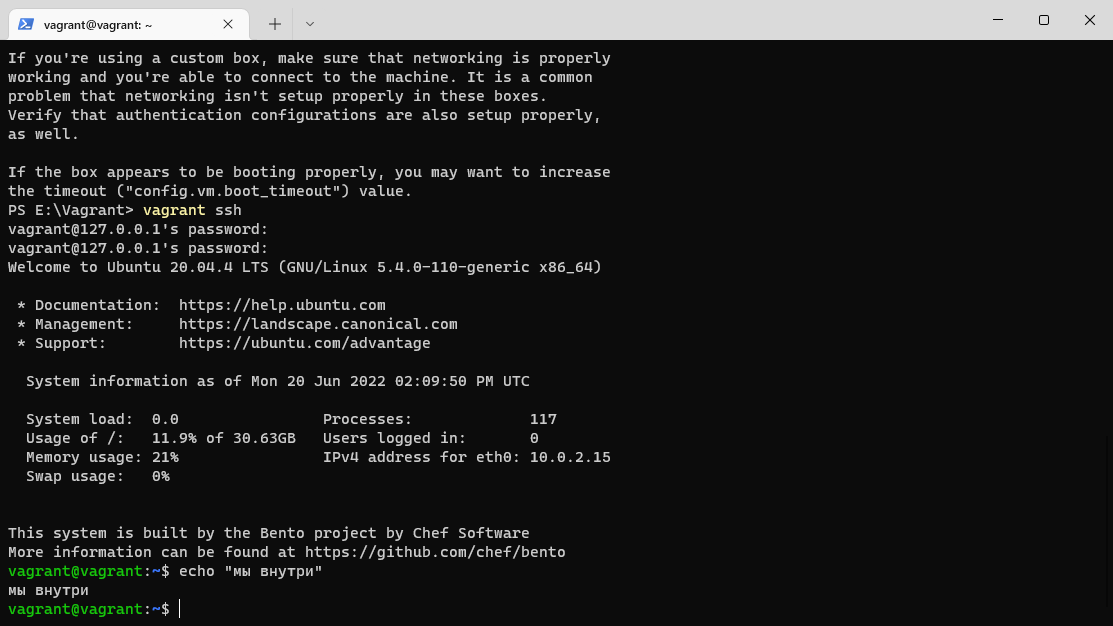 vagrant@vagrant: ~
If you're using a custom box, make sure that networking is properly
working and you're able to connect to the machine. It is a common
problem that networking isn't setup properly in these boxes.
Verify that authentication configurations are also setup properly,
as well.
If the box appears to be booting properly, you may want to increase
the timeout ("config.vm.boot_timeout") value.
PS E:\Vagrant> vagrant ssh
vagrant@127.0.0.1's password:
vagrant@127.0.0.1's password:
Welcome to Ubuntu 20.04.4 LTS (GNU/Linux 5.4.0-110-generic x86_64)
* Documentation:  https://help.ubuntu.com
* Management:     https://landscape.canonical.com
* Support:        https://ubuntu.com/advantage
System information as of Mon 20 Jun 2022 02:09:50 PM UTC
System load:  0.0                Processes:             117
Usage of /:   11.9% of 30.63GB   Users logged in:       0
Memory usage: 21%                IPv4 address for eth0: 10.0.2.15
Swap usage:   0%
This system is built by the Bento project by Chef Software
More information can be found at https://github.com/chef/bento
vagrant@vagrant:~$ echo "мы внутри"
мы внутри
vagrant@vagrant:~$